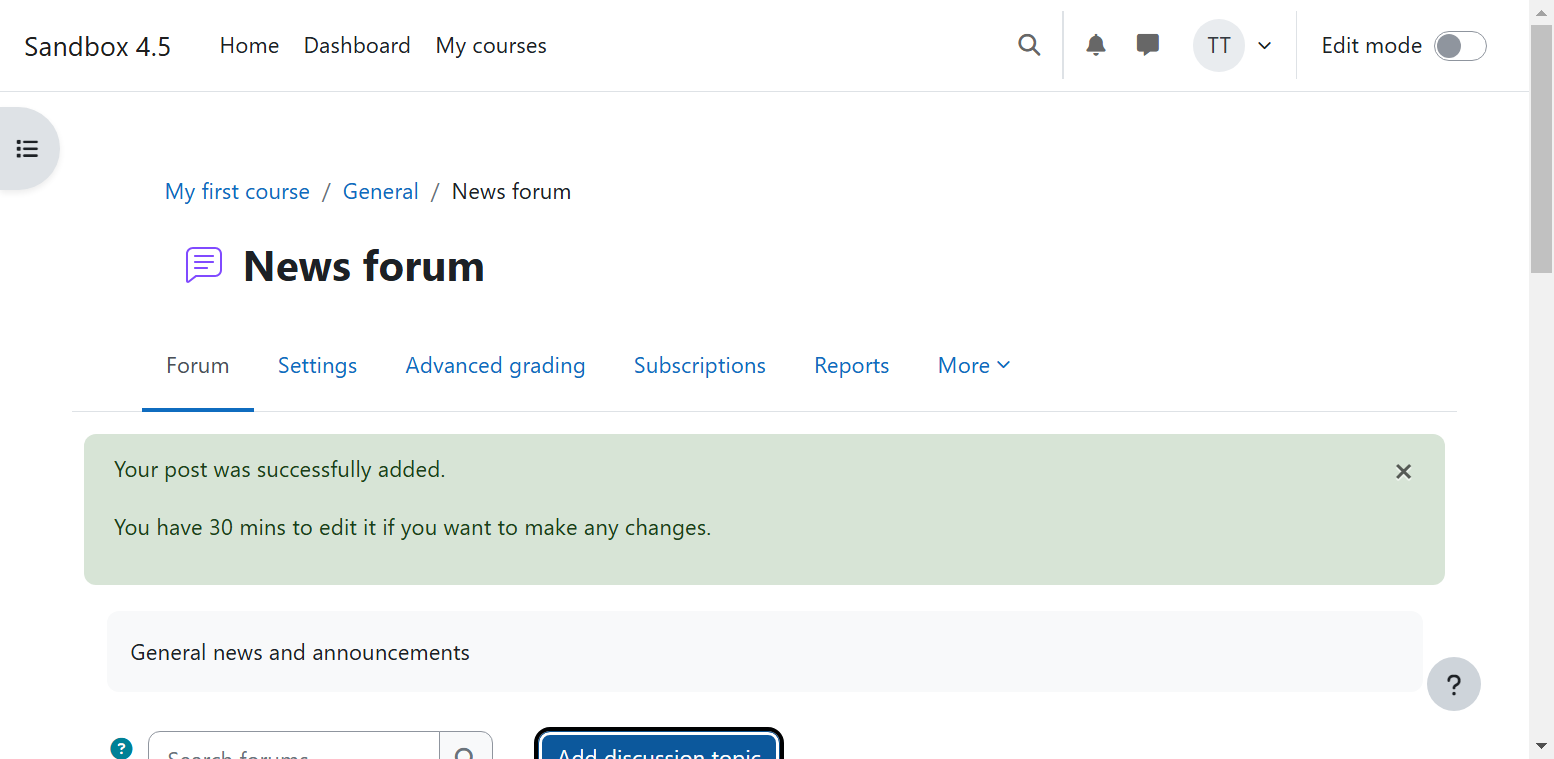 Sandbox 4.5 Home Dashboard My courses TT Edit mode
My first course / General / News forum
News forum
Forum Settings Advanced grading Subscriptions Reports More
Your post was successfully added.
You have 30 mins to edit it if you want to make any changes.
General news and announcements
?
? Search forums Add discussion topic